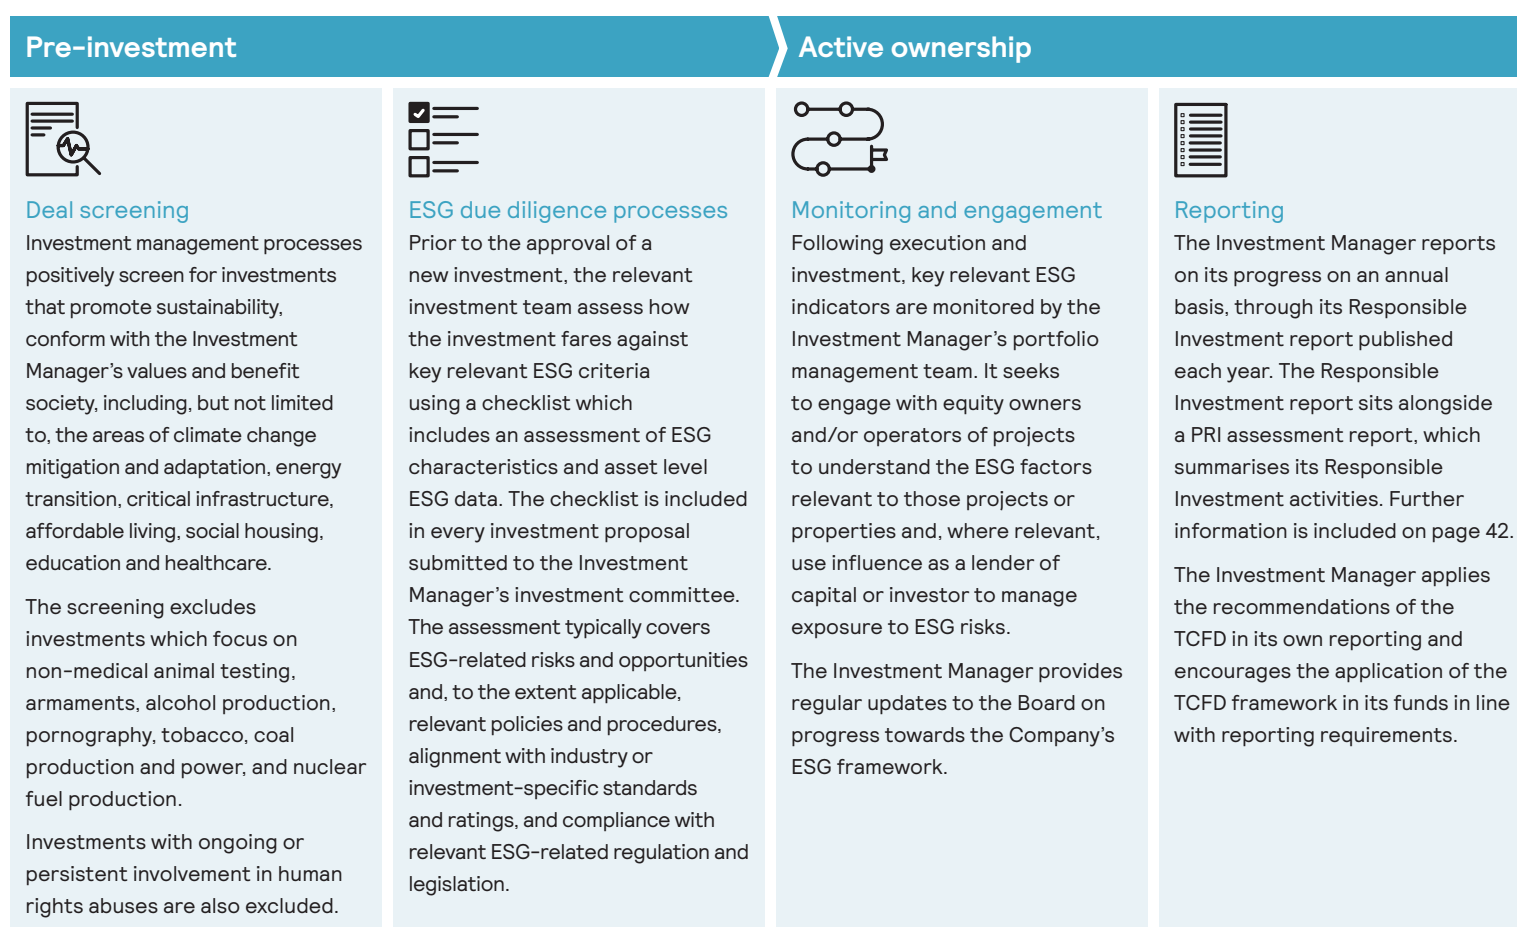 Pre-investment
Active ownership
Deal screening
Investment management processes
positively screen for investments
that promote sustainability,
conform with the Investment
Manager's values and benefit
society, including, but not limited
to, the areas of climate change
mitigation and adaptation, energy
transition, critical infrastructure,
affordable living, social housing,
education and healthcare.
The screening excludes
investments which focus on
non-medical animal testing,
armaments, alcohol production,
pornography, tobacco, coal
production and power, and nuclear
fuel production.
Investments with ongoing or
persistent involvement in human
rights abuses are also excluded.
ESG due diligence processes
Prior to the approval of a
new investment, the relevant
investment team assess how
the investment fares against
key relevant ESG criteria
using a checklist which
includes an assessment of ESG
characteristics and asset level
ESG data. The checklist is included
in every investment proposal
submitted to the Investment
Manager's investment committee.
The assessment typically covers
ESG-related risks and opportunities
and, to the extent applicable,
relevant policies and procedures,
alignment with industry or
investment-specific standards
and ratings, and compliance with
relevant ESG-related regulation and
legislation.
Monitoring and engagement
Following execution and
investment, key relevant ESG
indicators are monitored by the
Investment Manager's portfolio
management team. It seeks
to engage with equity owners
and/or operators of projects
to understand the ESG factors
relevant to those projects or
properties and, where relevant,
use influence as a lender of
capital or investor to manage
exposure to ESG risks.
The Investment Manager provides
regular updates to the Board on
progress towards the Company's
ESG framework.
Reporting
The Investment Manager reports
on its progress on an annual
basis, through its Responsible
Investment report published
each year. The Responsible
Investment report sits alongside
a PRI assessment report, which
summarises its Responsible
Investment activities. Further
information is included on page 42.
The Investment Manager applies
the recommendations of the
TCFD in its own reporting and
encourages the application of the
TCFD framework in its funds in line
with reporting requirements.